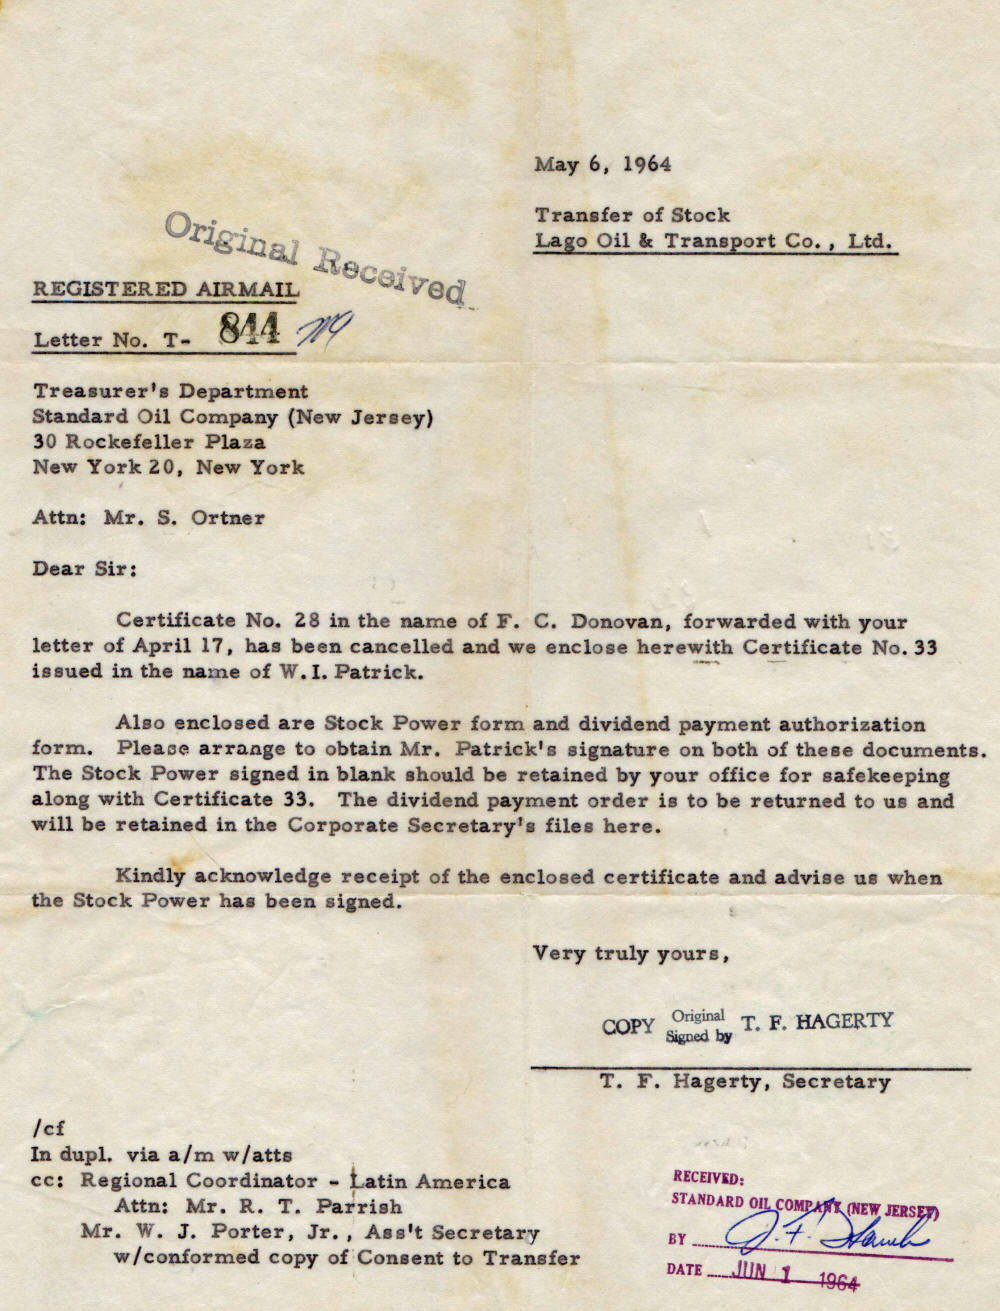 May 6, 1964
Transfer of Stock
Lago Oil & Transport Co., Ltd.
Original Received
REGISTERED AIRMAIL
Letter No. T- 844
Treasurer's Department
Standard Oil Company (New Jersey)
30 Rockefeller Plaza
New York 20, New York
Attn: Mr. S. Ortner
Dear Sir:
Certificate No. 28 in the name of F. C. Donovan, forwarded with your
letter of April 17, has been cancelled and we enclose herewith Certificate No. 33
issued in the name of W.I. Patrick.
Also enclosed are Stock Power form and dividend payment authorization
form. Please arrange to obtain Mr. Patrick's signature on both of these documents.
The Stock Power signed in blank should be retained by your office for safekeeping
along with Certificate 33. The dividend payment order is to be returned to us and
will be retained in the Corporate Secretary's files here.
Kindly acknowledge receipt of the enclosed certificate and advise us when
the Stock Power has been signed.
Very truly yours,
COPY Original Signed by T. F. HAGERTY
T. F. Hagerty, Secretary
/cf
In dupl. via a/m w/atts
cc: Regional Coordinator - Latin America
Attn: Mr. R. T. Parrish
Mr. W. J. Porter, Jr., Ass't Secretary
w/conformed copy of Consent to Transfer
RECEIVED:
STANDARD OIL COMPANY (NEW JERSEY)
BY J. F.
DATE JUN 1 1964